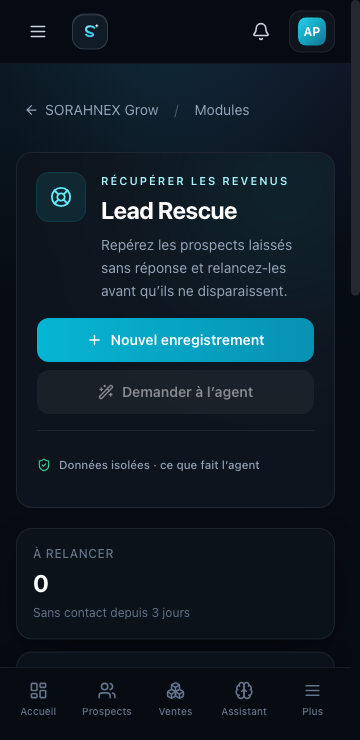 AP
SORAHNEX Grow / Modules
RÉCUPÉRER LES REVENUS
Lead Rescue
Repérez les prospects laissés
sans réponse et relancez-les
avant qu’ils ne disparaissent.
Nouvel enregistrement
Demander à l’agent
Données isolées · ce que fait l’agent
À RELANCER
0
Sans contact depuis 3 jours
Accueil Prospects Ventes Assistant Plus